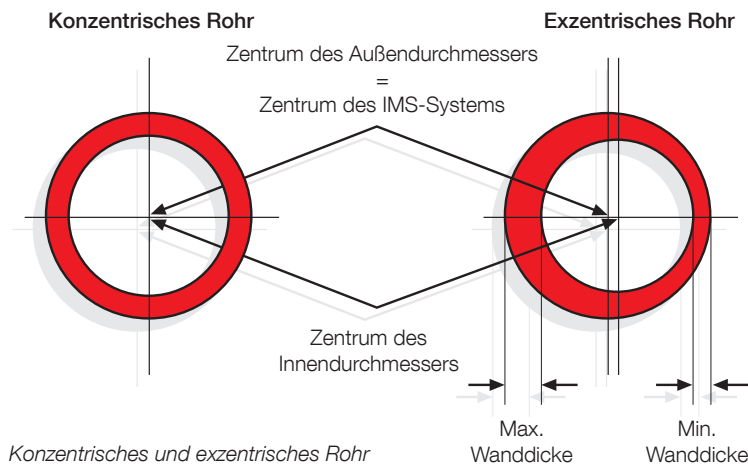 Konzentrisches Rohr
Exzentrisches Rohr
Zentrum des Außendurchmessers
=
Zentrum des IMS-Systems
Zentrum des
Innendurchmessers
Max.
Wanddicke
Min.
Wanddicke
Konzentrisches und exzentrisches Rohr